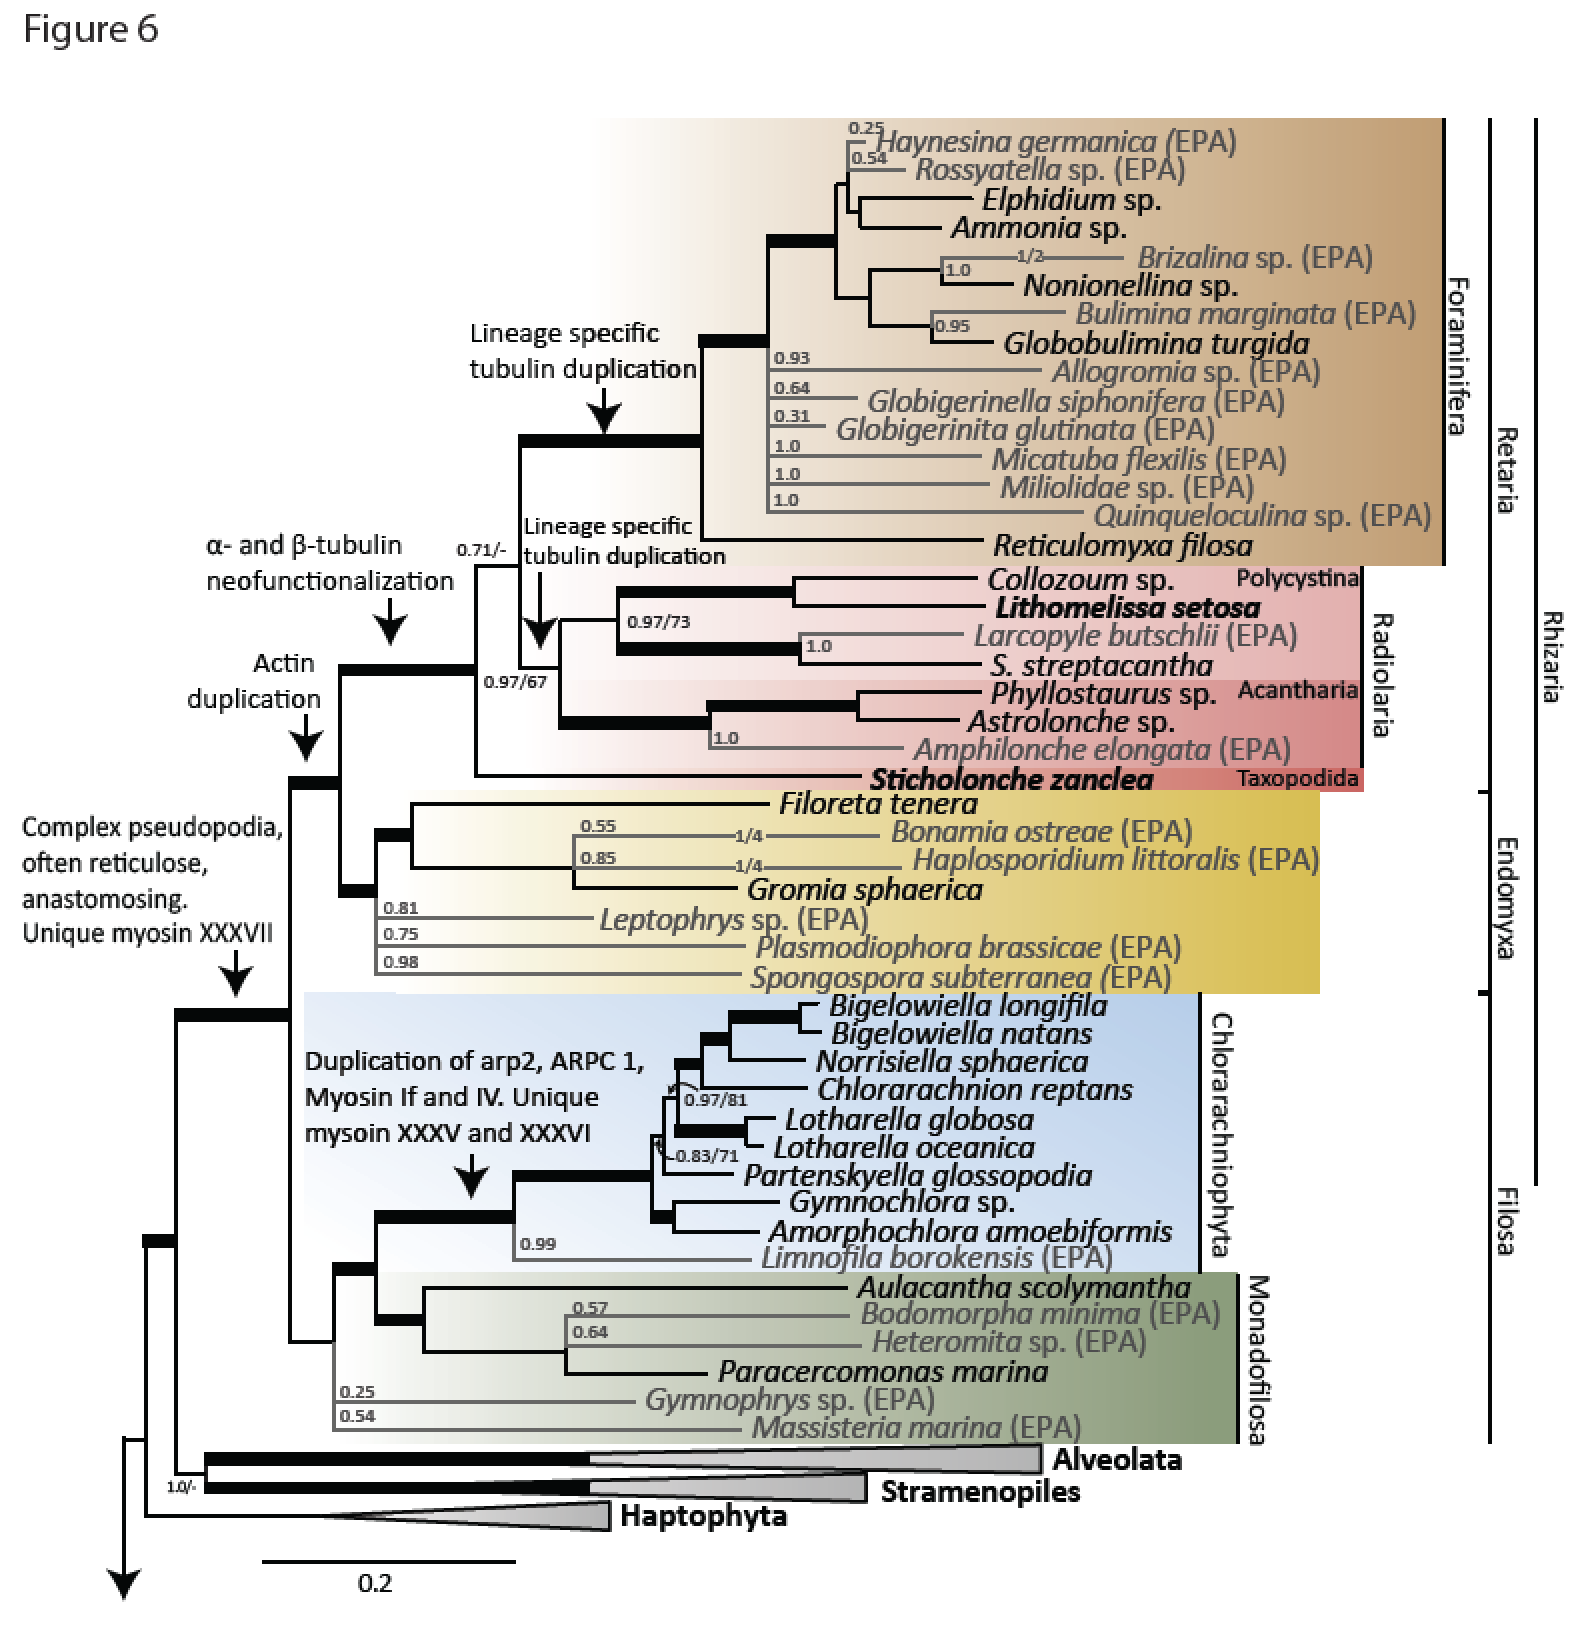 Figure 6
0.25
Haynesina germanica (EPA)
0.54
Rossyatella sp. (EPA)
Elphidium sp.
Ammonia sp.
1/2
Brizalina sp. (EPA)
1.0
Nonionellina sp.
Bulimina marginata (EPA)
0.95
Globobulimina turgida
0.93
Allogromia sp. (EPA)
0.64
Globigerinella siphonifera (EPA)
0.31
Globigerinita glutinata (EPA)
1.0
Micatuba flexilis (EPA)
1.0
Miliolidae sp. (EPA)
1.0
Quinqueloculina sp. (EPA)
Reticulomyxa filosa
Foraminifera
Lineage specific
tubulin duplication
Lineage specific
tubulin duplication
α- and β-tubulin
neofunctionalization
0.71/-
Collozoum sp.
Polycystina
Lithomelissa setosa
0.97/73
Larcopyle butschlii (EPA)
1.0
S. streptacantha
0.97/67
Phyllostaurus sp.
Acantharia
Astrolonche sp.
1.0
Amphilonche elongata (EPA)
Sticholonche zanclea
Taxopodida
Radiolaria
Retaria
Rhizaria
Actin
duplication
Filoreta tenera
0.55
1/4
Bonamia ostreae (EPA)
0.85
1/4
Haplosporidium littoralis (EPA)
Gromia sphaerica
0.81
Leptophrys sp. (EPA)
0.75
Plasmodiophora brassicae (EPA)
0.98
Spongospora subterranea (EPA)
Endomyxa
Complex pseudopodia,
often reticulose,
anastomosing.
Unique myosin XXXVII
Bigelowiella longifila
Bigelowiella natans
Norrisiella sphaerica
Chlorarachnion reptans
0.97/81
Lotharella globosa
Lotharella oceanica
0.83/71
Partenskyella glossopodia
Gymnochlora sp.
Amorphochlora amoebiformis
0.99
Limnofila borokensis (EPA)
Chlorarachniophyta
Duplication of arp2, ARPC 1,
Myosin If and IV. Unique
mysoin XXXV and XXXVI
Aulacantha scolymantha
0.57
Bodomorpha minima (EPA)
0.64
Heteromita sp. (EPA)
Paracercomonas marina
0.25
Gymnophrys sp. (EPA)
0.54
Massisteria marina (EPA)
Monadofilosa
Filosa
Alveolata
1.0/-
Stramenopiles
Haptophyta
0.2